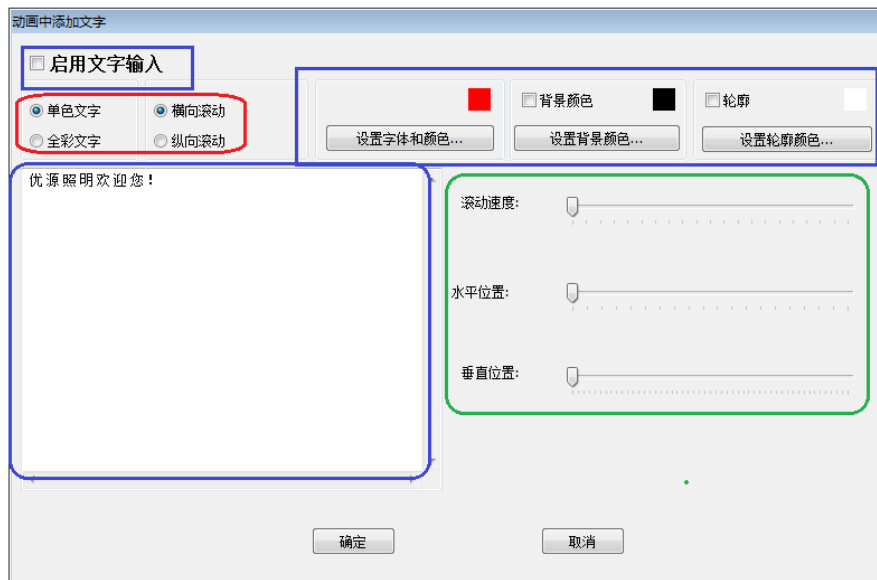 动画中添加文字
启用文字输入
单色文字 横向滚动
全彩文字 纵向滚动
背景颜色 轮廓
设置字体和颜色... 设置背景颜色... 设置轮廓颜色...
优源照明欢迎您!
滚动速度:
水平位置:
垂直位置:
确定 取消